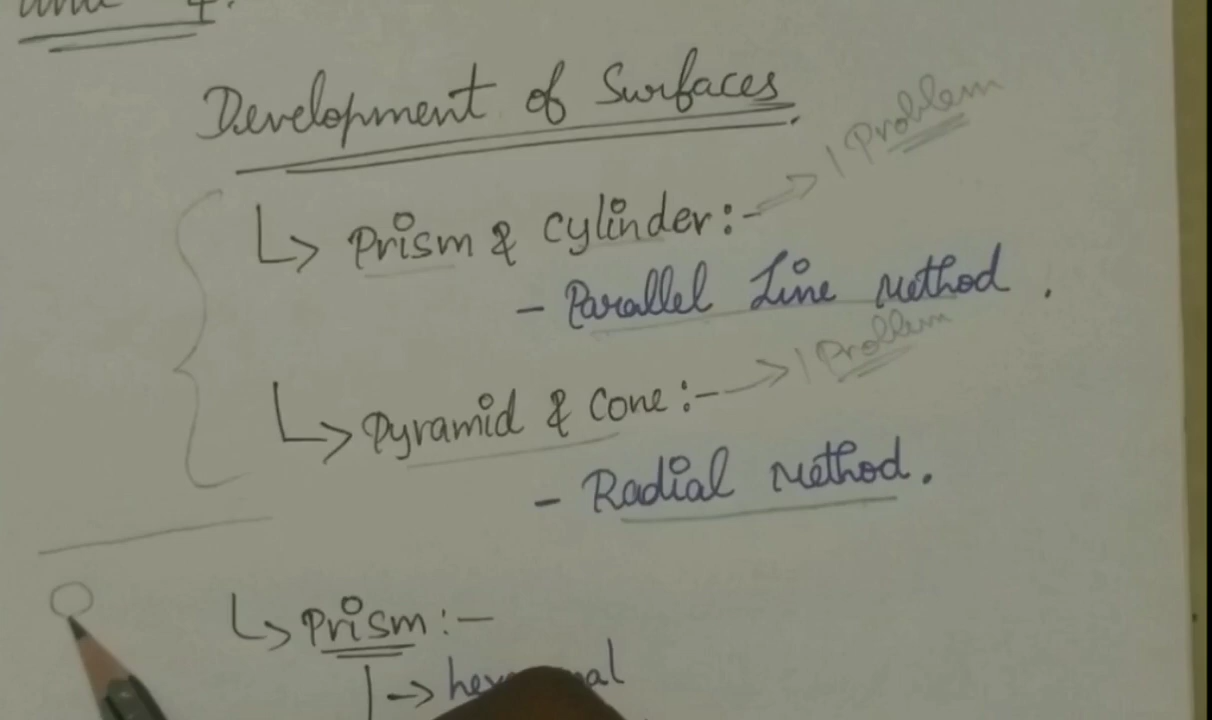 Development of Surfaces
1 Problem
↳ Prism & Cylinder:-
- Parallel Line Method.
1 Problem
↳ Pyramid & Cone:-
- Radial Method.
↳ Prism:-